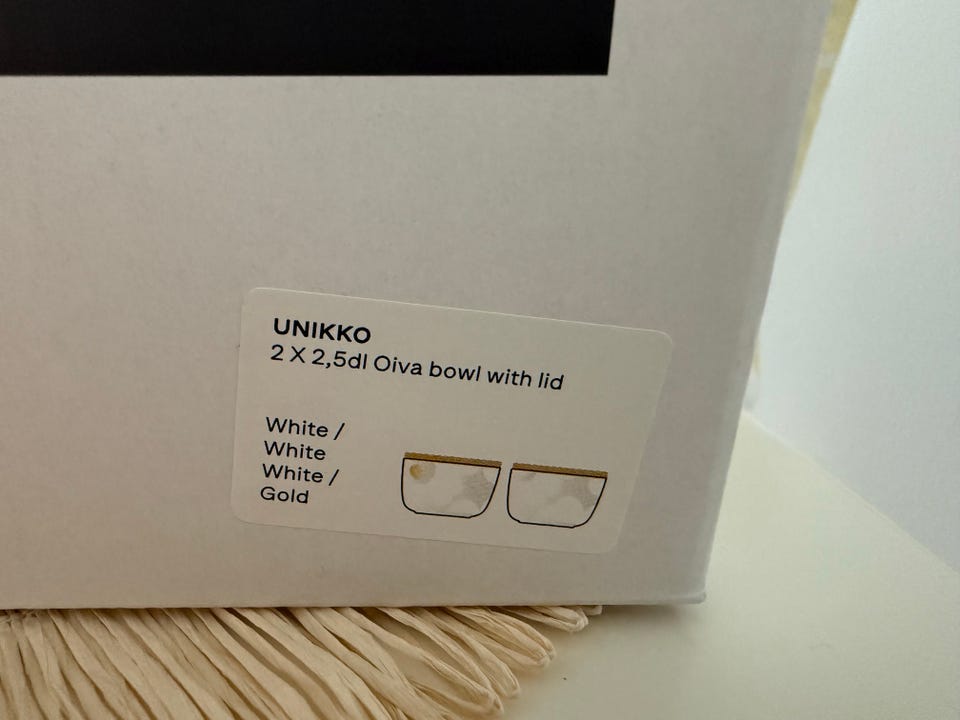 UNIKKO
2 X 2,5dl Oiva bowl with lid
White /
White
White /
Gold